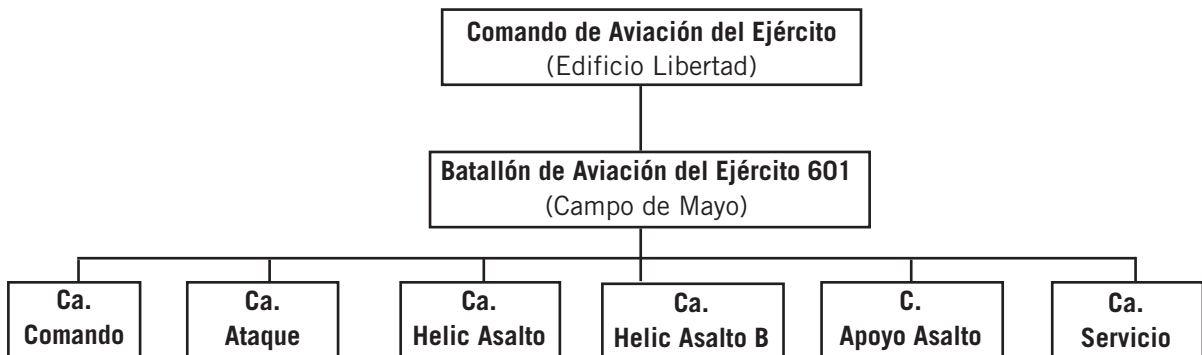 Comando de Aviación del Ejército
(Edificio Libertad)
Batallón de Aviación del Ejército 601
(Campo de Mayo)
Ca.
Comando
Ca.
Ataque
Ca.
Helic Asalto
Ca.
Helic Asalto B
C.
Apoyo Asalto
Ca.
Servicio